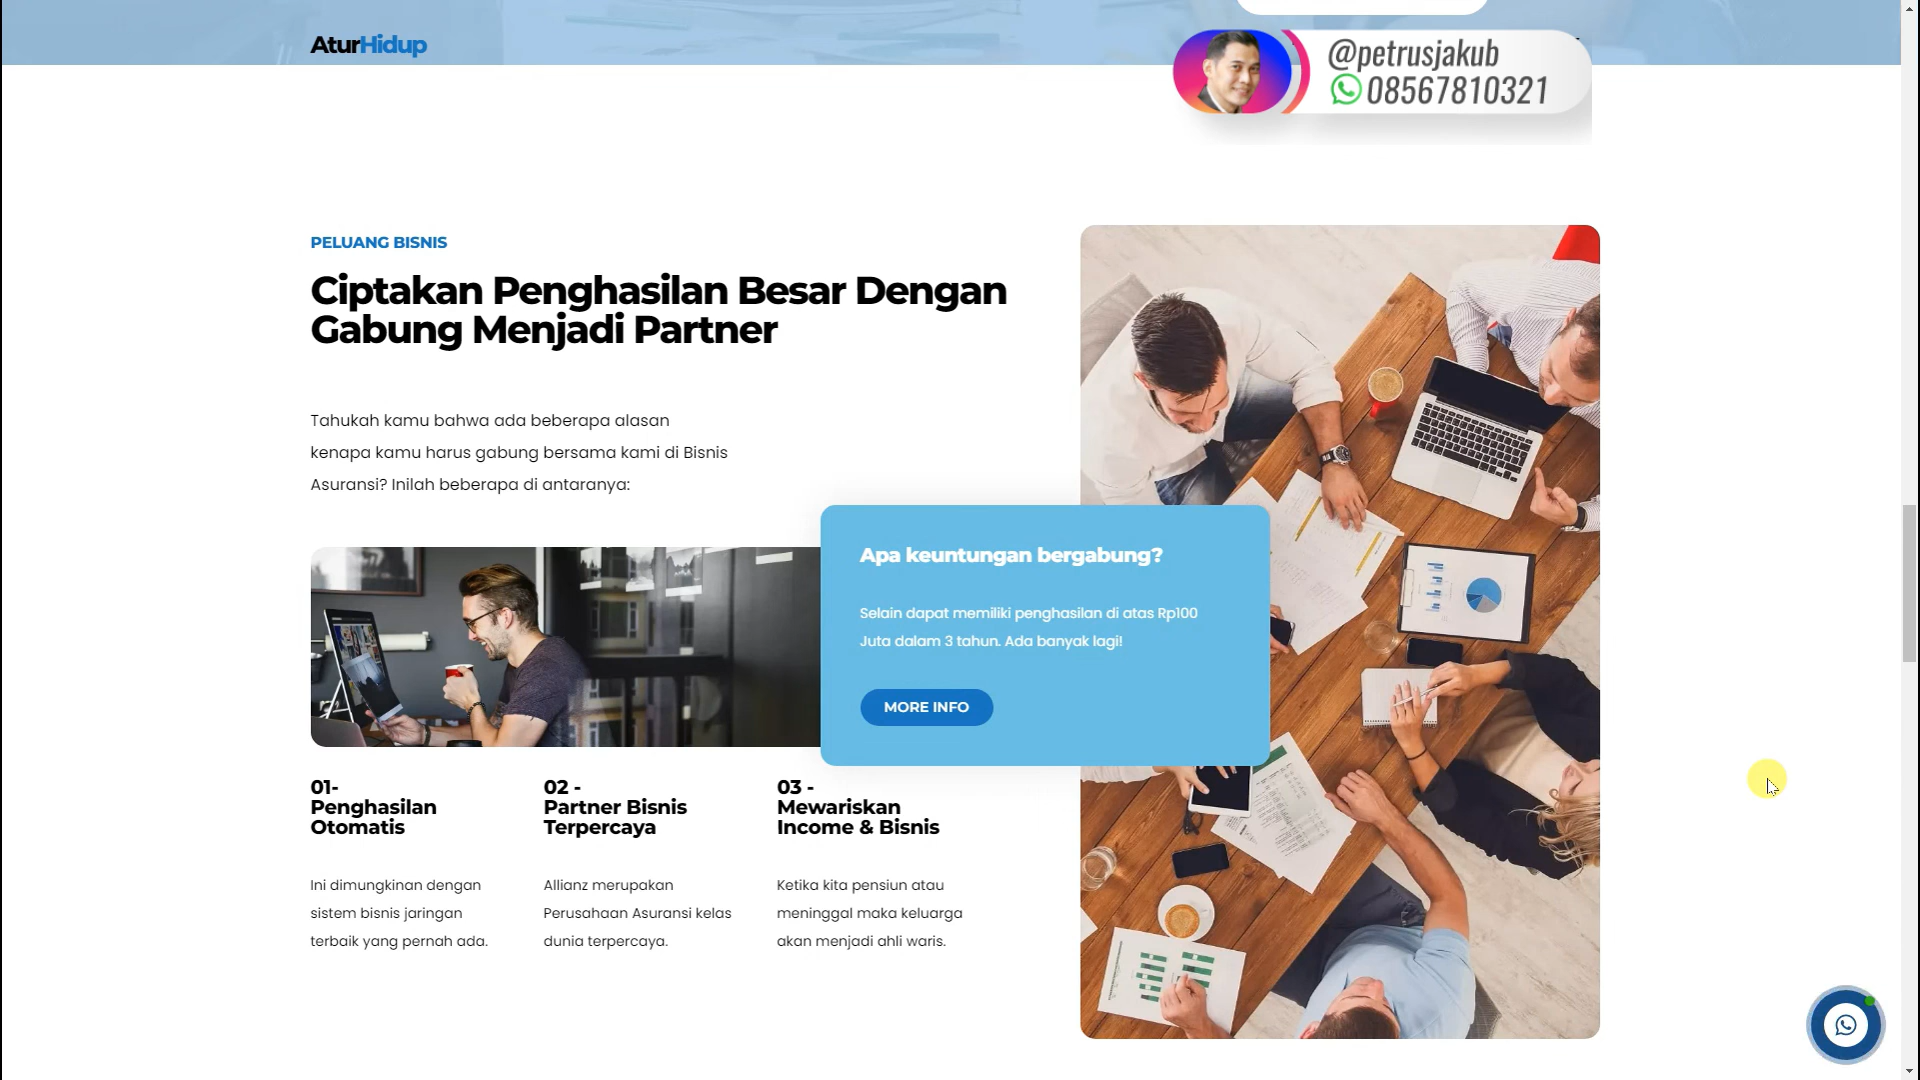 AturHidup
@petrusjakub
08567810321
PELUANG BISNIS
Ciptakan Penghasilan Besar Dengan
Gabung Menjadi Partner
Tahukah kamu bahwa ada beberapa alasan
kenapa kamu harus gabung bersama kami di Bisnis
Asuransi? Inilah beberapa di antaranya:
Apa keuntungan bergabung?
Selain dapat memiliki penghasilan di atas Rp100
Juta dalam 3 tahun. Ada banyak lagi!
MORE INFO
01-
Penghasilan
Otomatis
Ini dimungkinan dengan
sistem bisnis jaringan
terbaik yang pernah ada.
02 -
Partner Bisnis
Terpercaya
Allianz merupakan
Perusahaan Asuransi kelas
dunia terpercaya.
03 -
Mewariskan
Income & Bisnis
Ketika kita pensiun atau
meninggal maka keluarga
akan menjadi ahli waris.